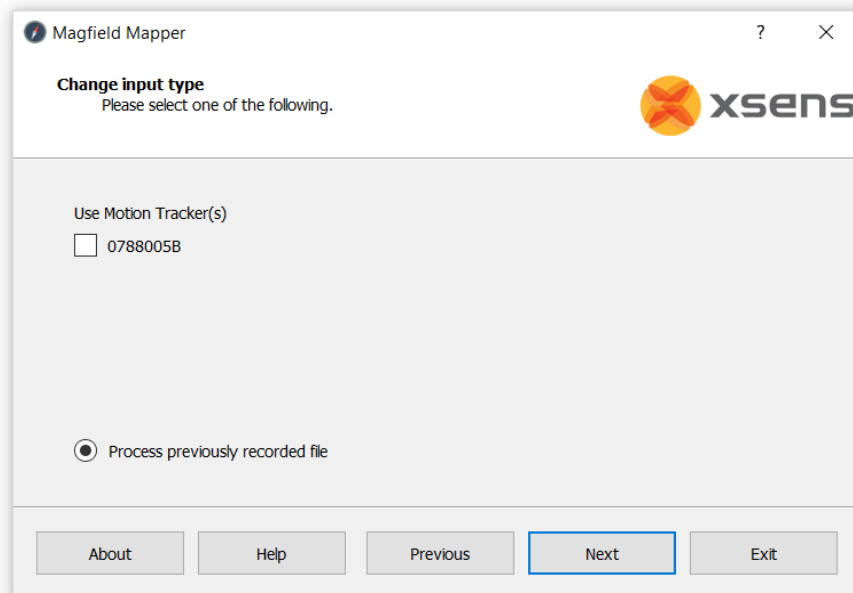 Magfield Mapper
?
Change input type
Please select one of the following.
xsens
Use Motion Tracker(s)
0788005B
Process previously recorded file
About Help Previous Next Exit